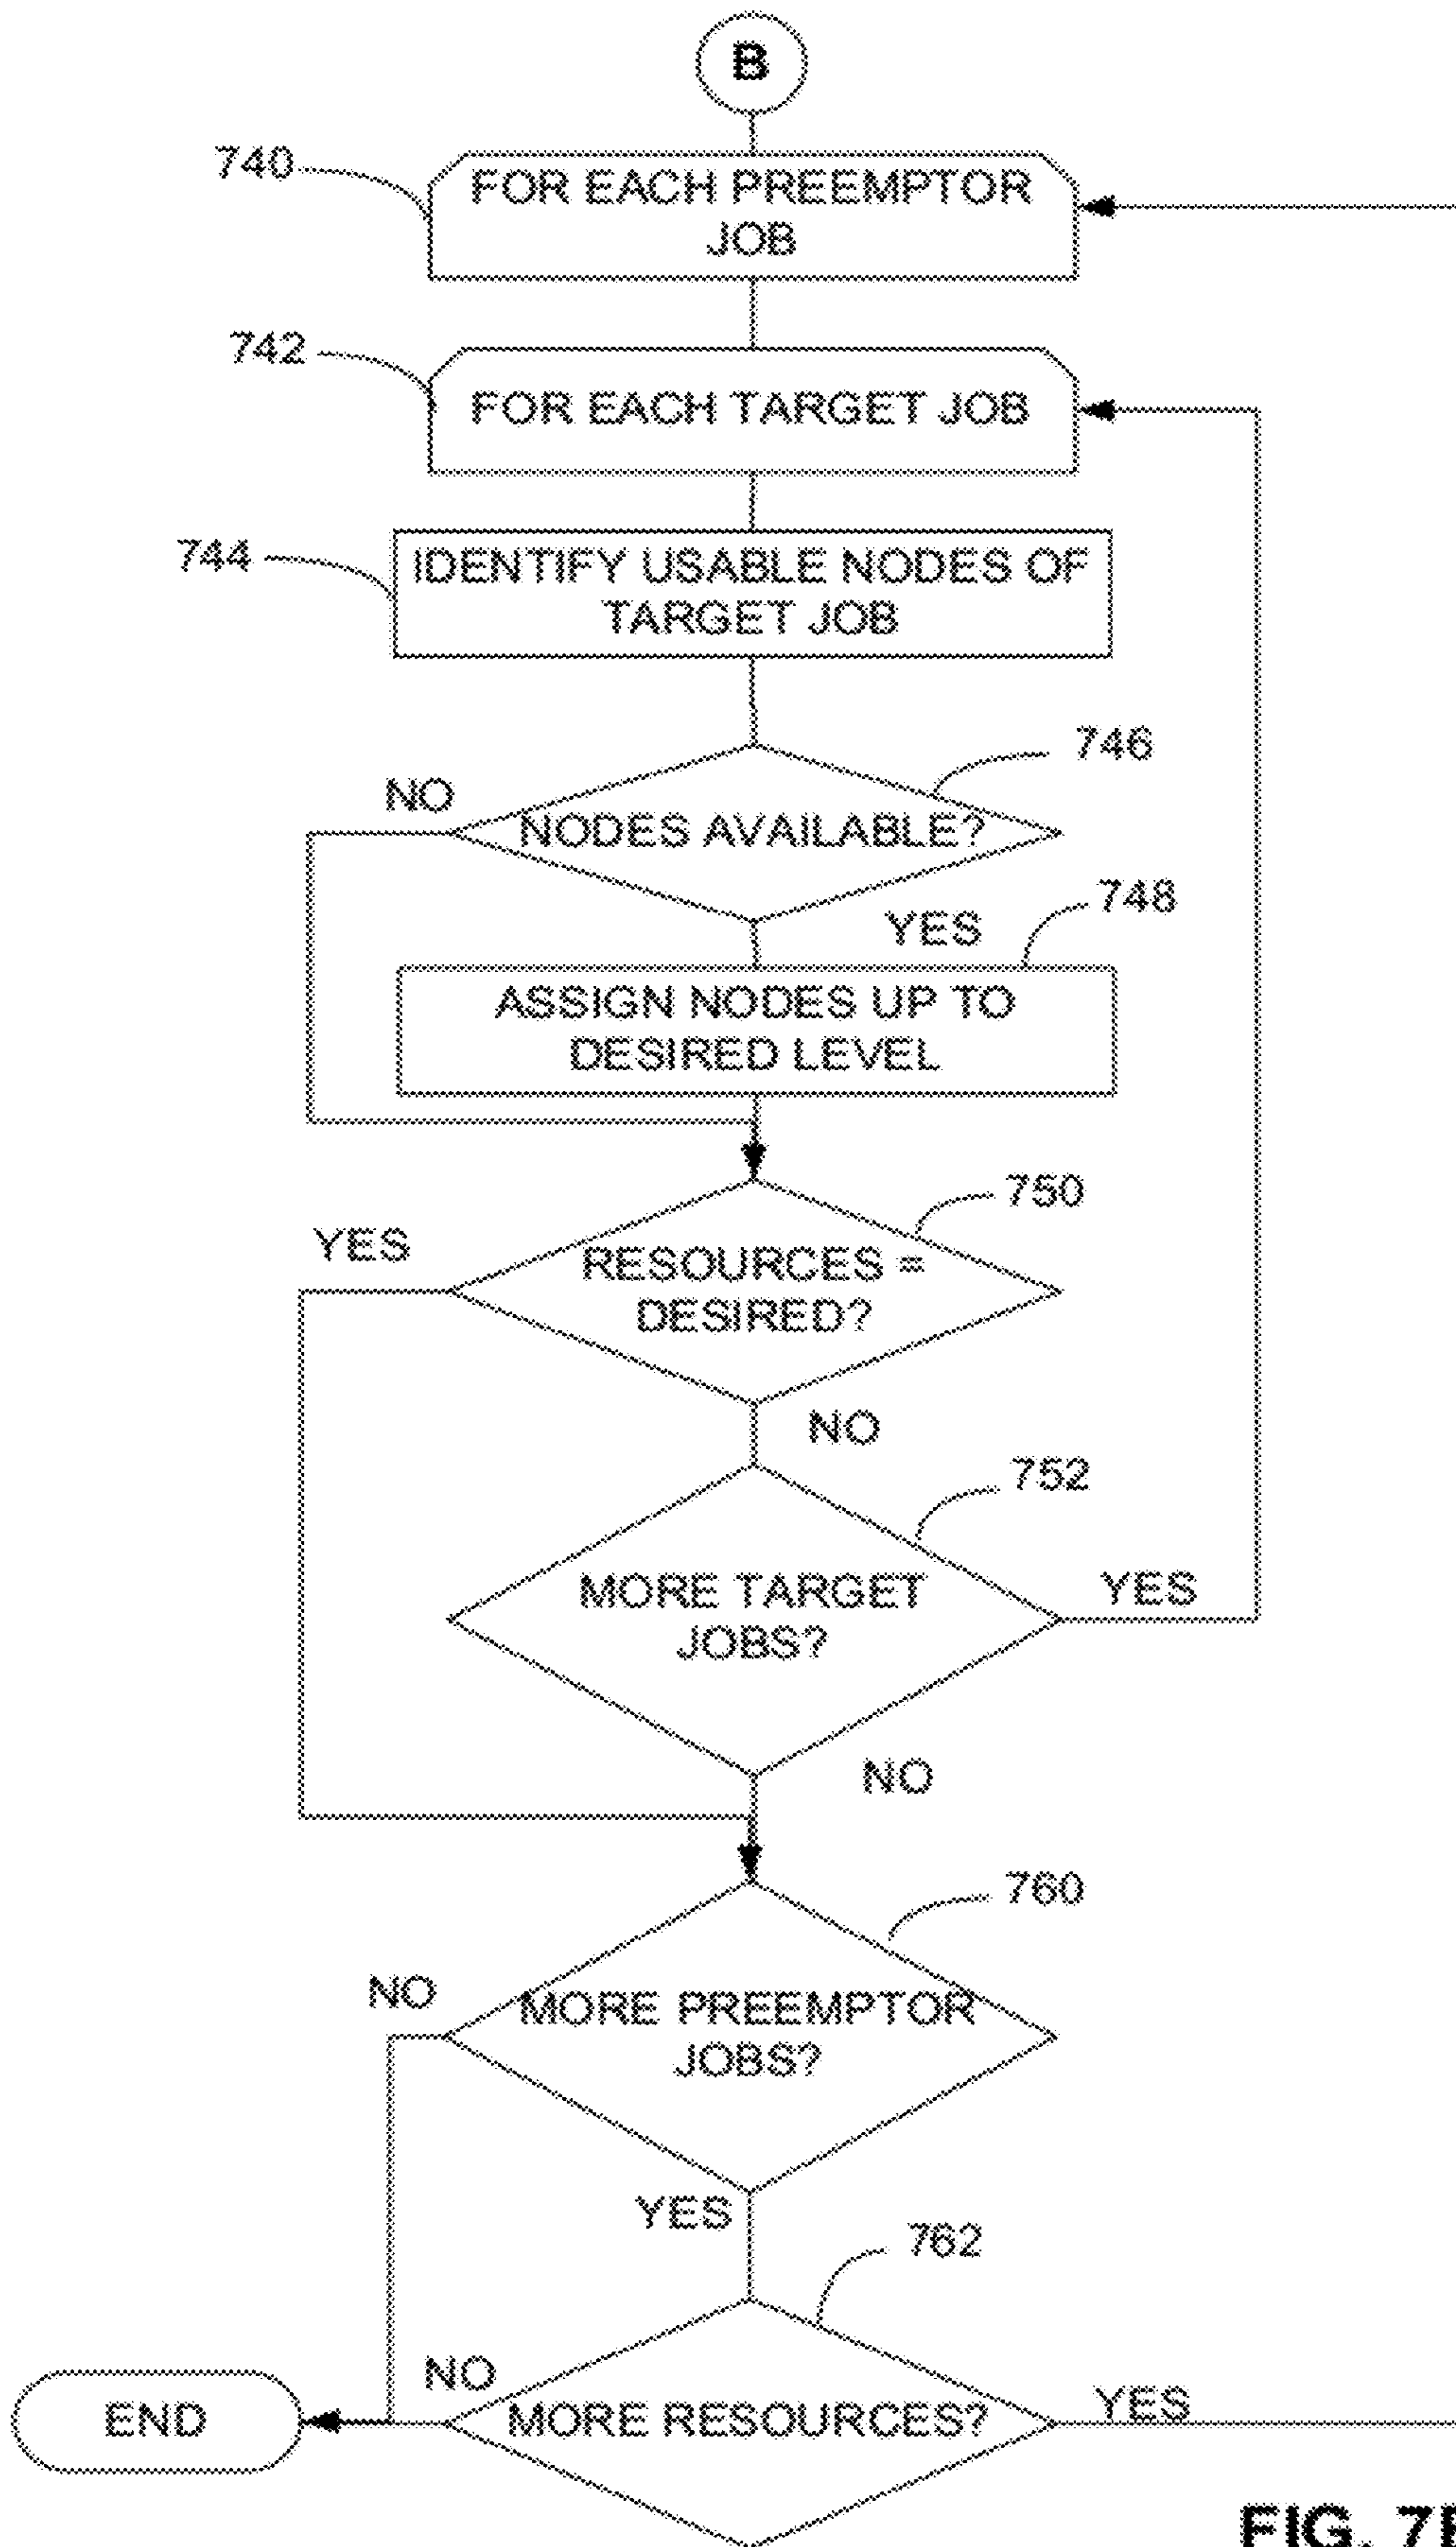 B
740
FOR EACH PREEMPTOR
JOB
742
FOR EACH TARGET JOB
744
IDENTIFY USABLE NODES OF
TARGET JOB
746
NO
NODES AVAILABLE?
748
YES
ASSIGN NODES UP TO
DESIRED LEVEL
750
YES
RESOURCES =
DESIRED?
NO
752
MORE TARGET
JOBS?
YES
NO
760
NO
MORE PREEMPTOR
JOBS?
YES
762
NO
END
MORE RESOURCES?
YES
FIG.